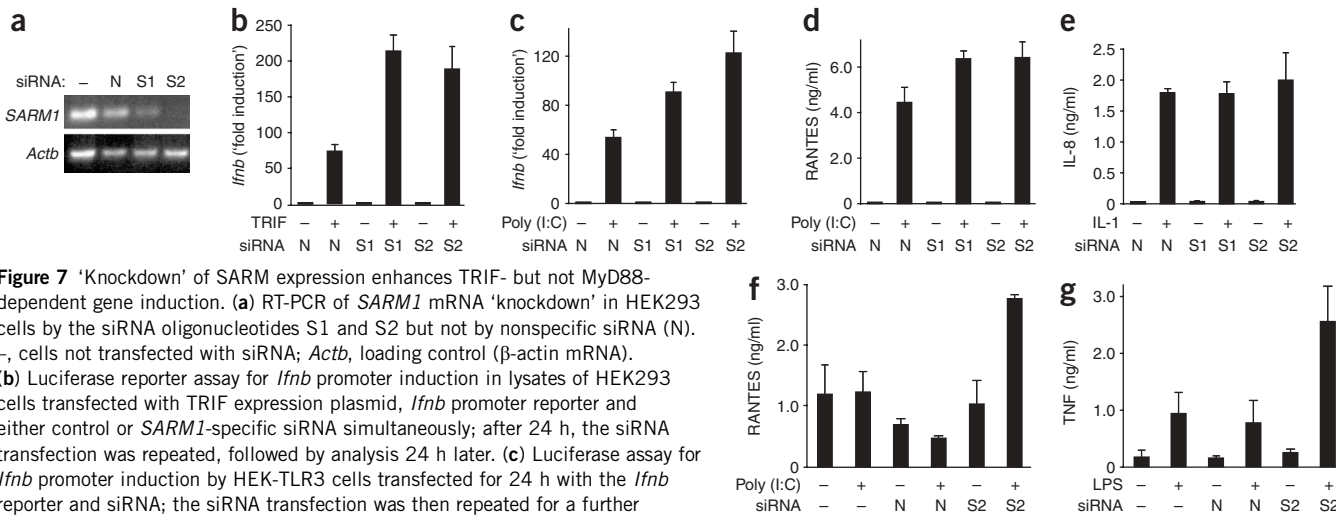 a
siRNA: – N S1 S2
SARM1
Actb
b
Ifnb ('fold induction')
250
200
150
100
50
0
TRIF – + – + – +
siRNA N N S1 S1 S2 S2
c
Ifnb ('fold induction')
120
80
40
0
Poly (I:C) – + – + – +
siRNA N N S1 S1 S2 S2
d
RANTES (ng/ml)
6.0
4.0
2.0
0
Poly (I:C) – + – + – +
siRNA N N S1 S1 S2 S2
e
IL-8 (ng/ml)
2.5
2.0
1.5
1.0
0.5
0
IL-1 – + – + – +
siRNA N N S1 S1 S2 S2
Figure 7 'Knockdown' of SARM expression enhances TRIF- but not MyD88-
dependent gene induction. (a) RT-PCR of SARM1 mRNA 'knockdown' in HEK293
cells by the siRNA oligonucleotides S1 and S2 but not by nonspecific siRNA (N).
–, cells not transfected with siRNA; Actb, loading control (β-actin mRNA).
(b) Luciferase reporter assay for Ifnb promoter induction in lysates of HEK293
cells transfected with TRIF expression plasmid, Ifnb promoter reporter and
either control or SARM1-specific siRNA simultaneously; after 24 h, the siRNA
transfection was repeated, followed by analysis 24 h later. (c) Luciferase assay for
Ifnb promoter induction by HEK-TLR3 cells transfected for 24 h with the Ifnb
reporter and siRNA; the siRNA transfection was then repeated for a further
f
RANTES (ng/ml)
3.0
2.0
1.0
0
Poly (I:C) – + – + – +
siRNA – – N N S2 S2
g
TNF (ng/ml)
3.0
2.0
1.0
0
LPS – + – + – +
siRNA – – N N S2 S2